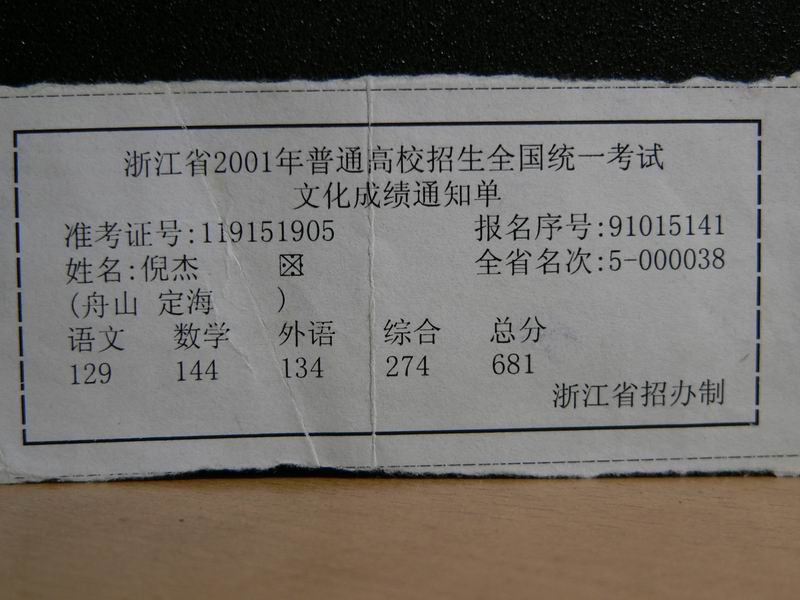 浙江省2001年普通高校招生全国统一考试
文化成绩通知单
准考证号:119151905 报名序号:91015141
姓名:倪杰 全省名次:5-000038
(舟山 定海 )
语文 数学 外语 综合 总分
129 144 134 274 681
浙江省招办制